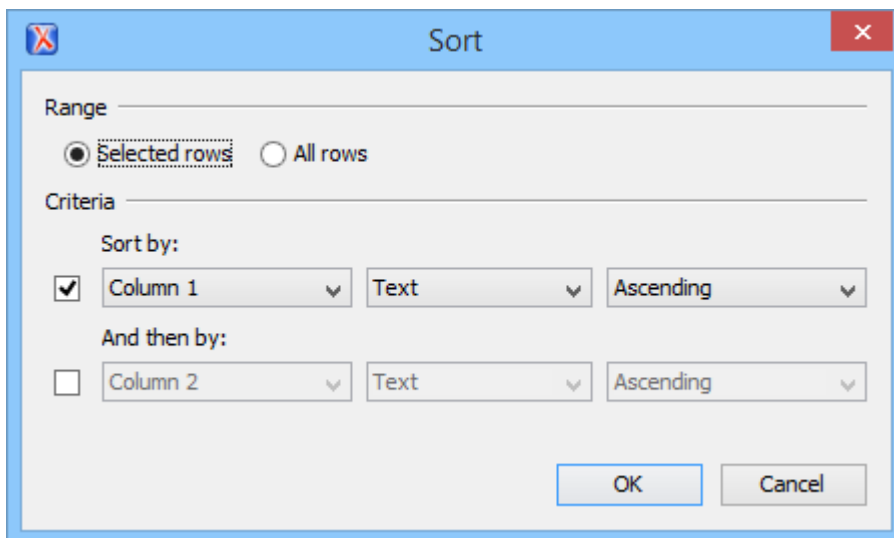 Sort
Range
Selected rows All rows
Criteria
Sort by:
Column 1 Text Ascending
And then by:
Column 2 Text Ascending
OK Cancel